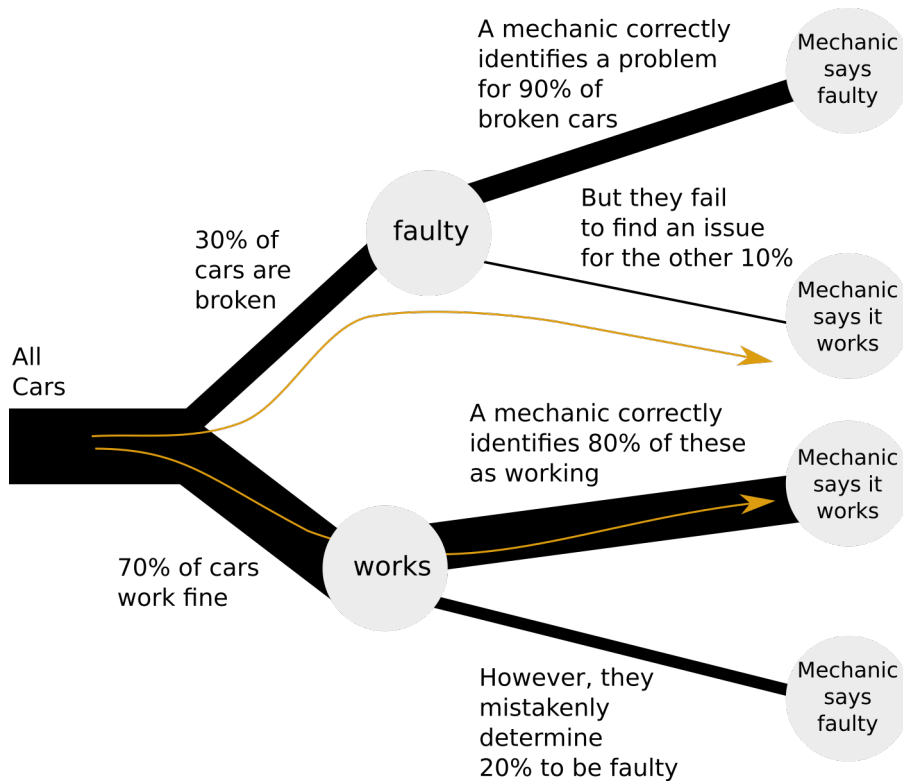 A mechanic correctly
identifies a problem
for 90% of
broken cars
Mechanic
says
faulty
faulty
30% of
cars are
broken
But they fail
to find an issue
for the other 10%
Mechanic
says it
works
All
Cars
A mechanic correctly
identifies 80% of these
as working
Mechanic
says it
works
works
70% of cars
work fine
However, they
mistakenly
determine
20% to be faulty
Mechanic
says
faulty